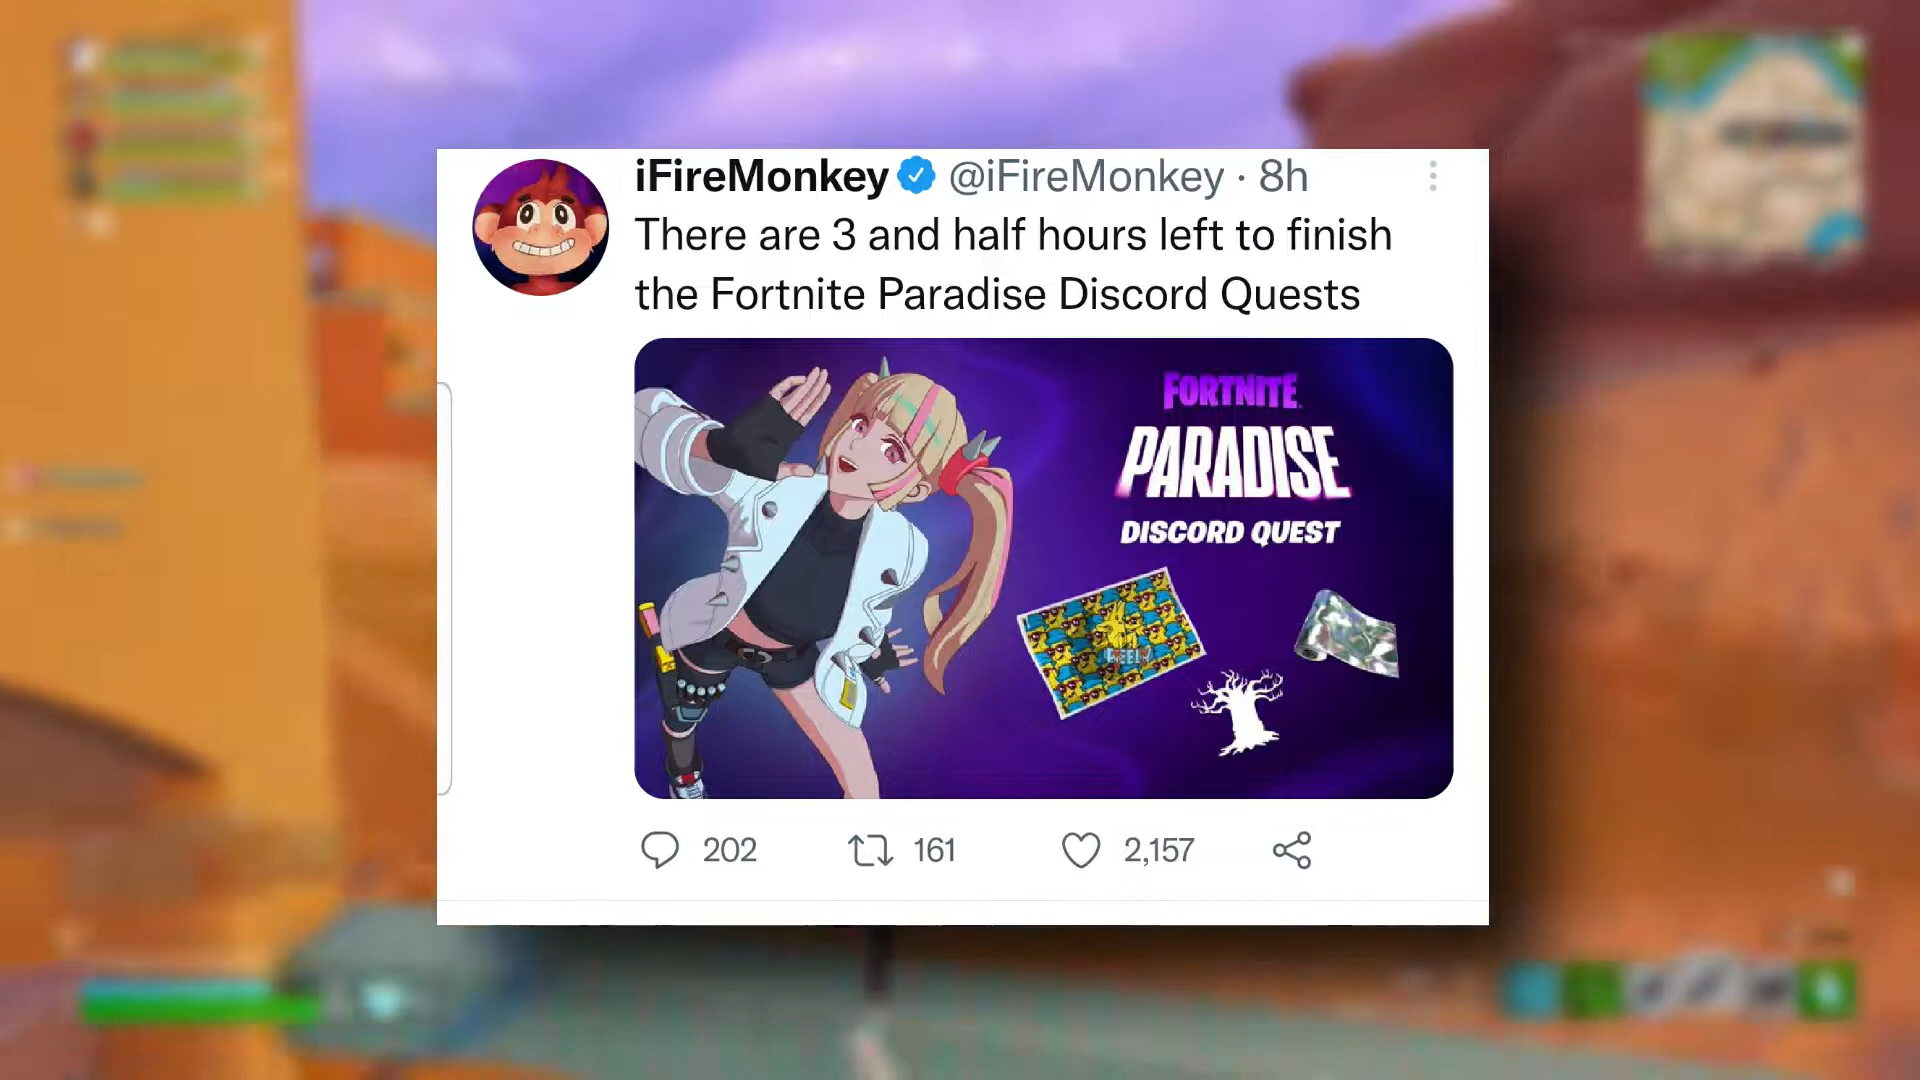 iFireMonkey @iFireMonkey · 8h
There are 3 and half hours left to finish
the Fortnite Paradise Discord Quests
FORTNITE
PARADISE
DISCORD QUEST
202 161 2,157